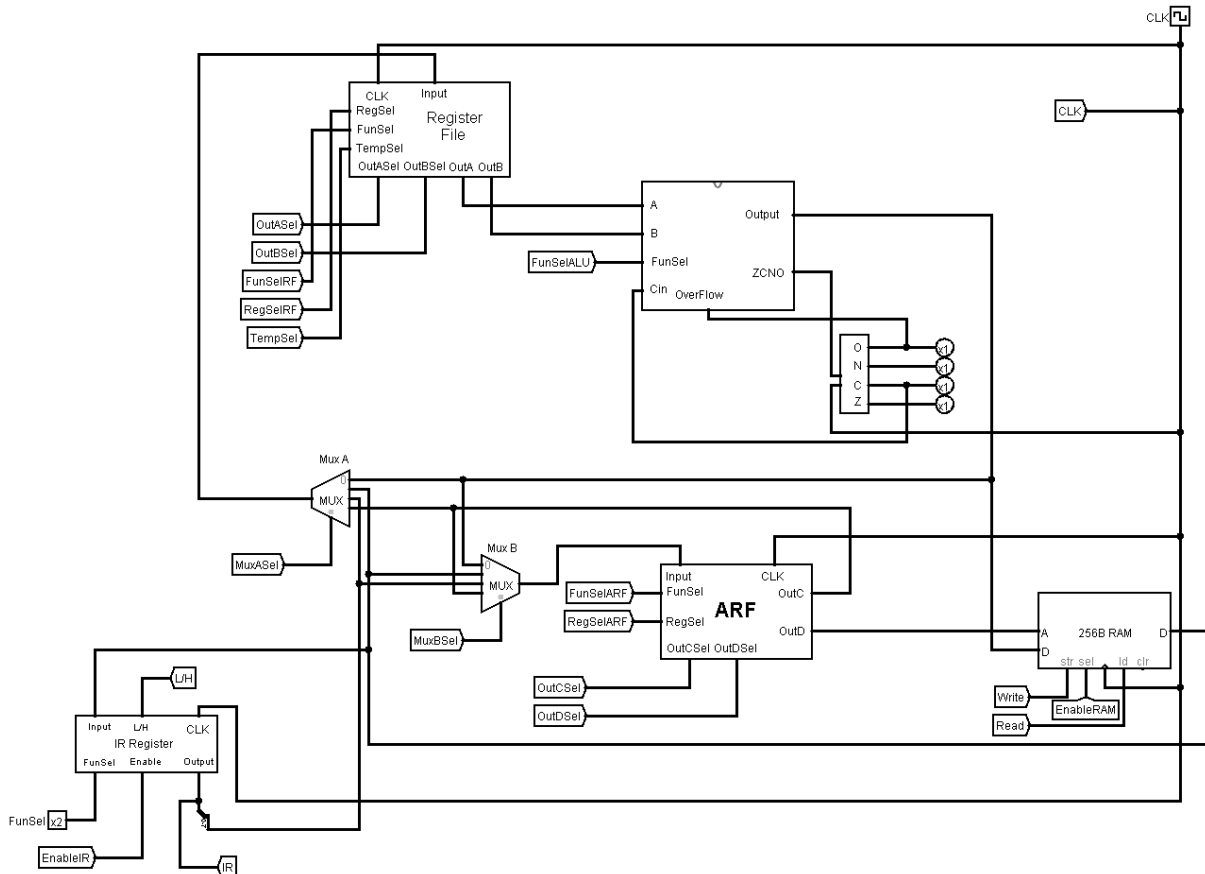 CLK
CLK Input
RegSel Register
File
FunSel
TempSel
OutASel OutBSel OutA OutB
CLK
OutASel
OutBSel
FunSelRF
RegSelRF
TempSel
FunSelALU
A
B
FunSel
Cin
OverFlow
Output
ZCNO
O
N
C
Z
x1
x1
x1
x1
Mux A
0
MUX
MuxASel
Mux B
0
MUX
MuxBSel
FunSelARF
RegSelARF
Input CLK
FunSel
ARF
RegSel
OutC
OutD
OutCSel OutDSel
OutCSel
OutDSel
A 256B RAM D
D
str sel ld clr
Write
EnableRAM
Read
L/H
Input L/H CLK
IR Register
FunSel Enable Output
FunSel x2
EnableIR
IR